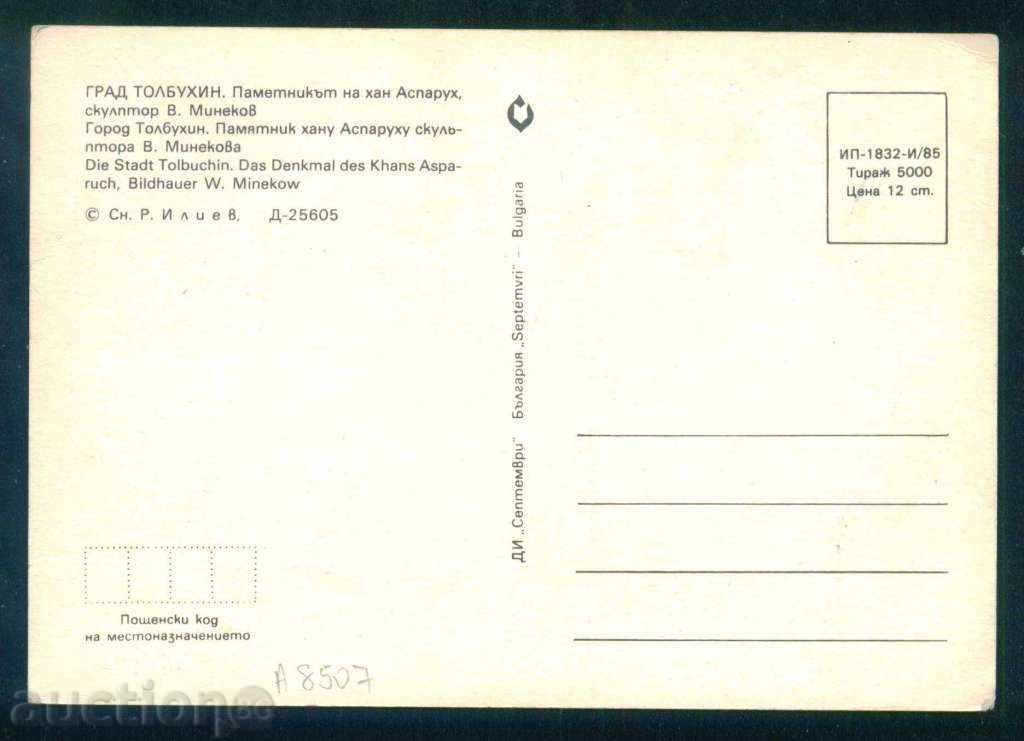 ГРАД ТОЛБУХИН. Паметникът на хан Аспарух,
скулптор В. Минеков
Город Толбухин. Памятник хану Аспаруху скуль-
птора В. Минекова
Die Stadt Tolbuchin. Das Denkmal des Khans Aspa-
ruch, Bildhauer W. Minekow
© Сн. Р. Илиев, Д-25605
ДИ „Септември" България „Septemvri" – Bulgaria
ИП-1832-И/85
Тираж 5000
Цена 12 ст.
Пощенски код
на местоназначението
A 8507
auction.BG